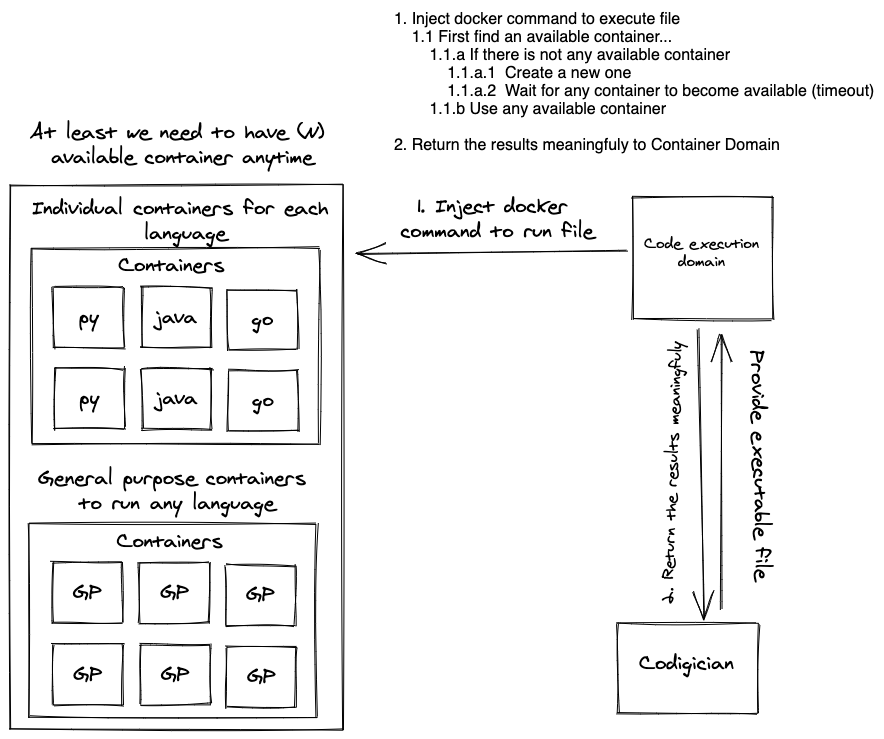 1. Inject docker command to execute file
1.1 First find an available container...
1.1.a If there is not any available container
1.1.a.1 Create a new one
1.1.a.2 Wait for any container to become available (timeout)
1.1.b Use any available container
2. Return the results meaningfuly to Container Domain
At least we need to have (N)
available container anytime
Individual containers for each
language
Containers
py java go
py java go
General purpose containers
to run any language
Containers
GP GP GP
GP GP GP
1. Inject docker
command to run file
Code execution
domain
2. Return the results meaningfuly
Provide executable file
Codigician